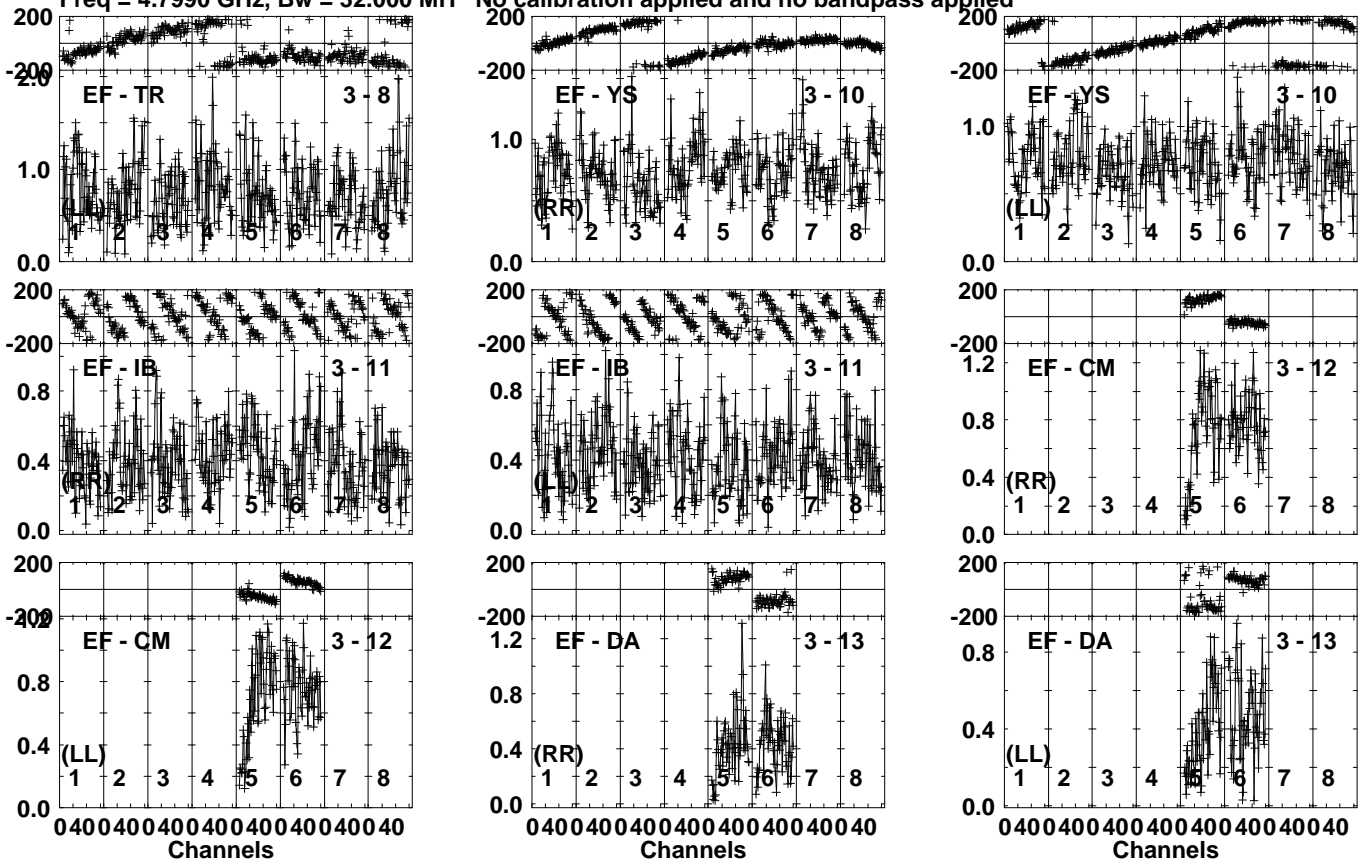 Freq = 4.7990 GHz, Bw = 32.000 MH No calibration applied and no bandpass applied
200 200 200
-200 -200 -200
2.0
EF - TR 3 - 8 EF - YS 3 - 10 EF - YS 3 - 10
1.0 1.0 1.0
(LL) (RR) (LL)
1 2 3 4 5 6 7 8 1 2 3 4 5 6 7 8 1 2 3 4 5 6 7 8
0.0 0.0 0.0
200 200 200
-200 -200 -200
EF - IB 3 - 11 EF - IB 3 - 11 EF - CM 3 - 12
1.2
0.8 0.8 0.8
0.4 0.4 0.4
(RR) (LL) (RR)
1 2 3 4 5 6 7 8 1 2 3 4 5 6 7 8 1 2 3 4 5 6 7 8
0.0 0.0 0.0
200 200 200
-200 -200 -200
1.2
EF - CM 3 - 12 EF - DA 3 - 13 EF - DA 3 - 13
1.2
0.8 0.8 0.8
0.4 0.4 0.4
(LL) (RR) (LL)
1 2 3 4 5 6 7 8 1 2 3 4 5 6 7 8 1 2 3 4 5 6 7 8
0.0 0.0 0.0
0 40 0 40 0 40 0 40 0 40 0 40 0 40 0 40 0 40 0 40 0 40 0 40 0 40 0 40 0 40 0 40 0 40 0 40 0 40 0 40 0 40 0 40 0 40 0 40
Channels Channels Channels